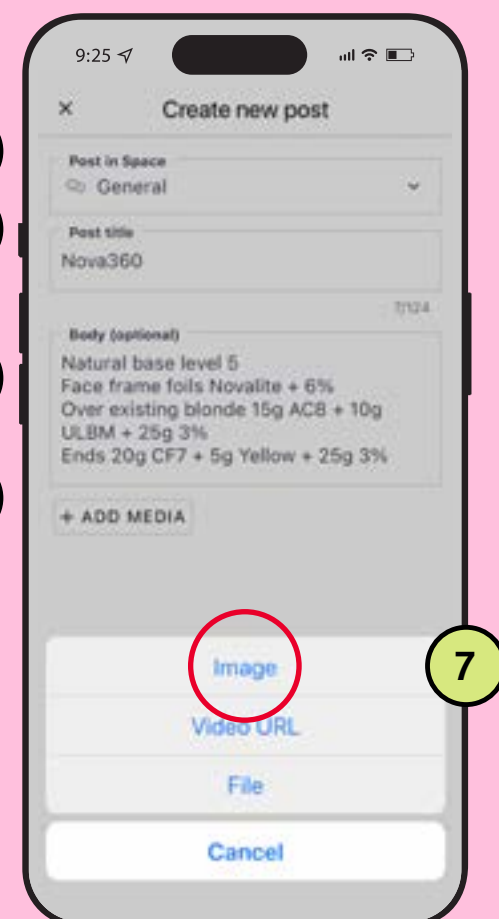 9:25
Create new post
Post in Space
General
Post title
Nova360
7/124
Body (optional)
Natural base level 5
Face frame foils Novalite + 6%
Over existing blonde 15g AC8 + 10g
ULBM + 25g 3%
Ends 20g CF7 + 5g Yellow + 25g 3%
+ ADD MEDIA
Image
7
Video URL
File
Cancel